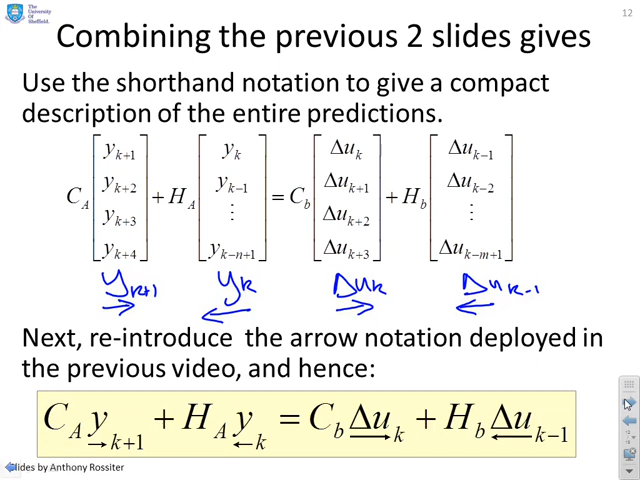 The
University
Of
Sheffield.
12
Combining the previous 2 slides gives
Use the shorthand notation to give a compact
description of the entire predictions.
C_A [y_{k+1} y_{k+2} y_{k+3} y_{k+4}] + H_A [y_k y_{k-1} ⋮ y_{k-n+1}] = C_b [Δu_k Δu_{k+1} Δu_{k+2} Δu_{k+3}] + H_b [Δu_{k-1} Δu_{k-2} ⋮ Δu_{k-m+1}]
y_{k+1} y_k Δu_k Δu_{k-1}
→ ← → ←
Next, re-introduce the arrow notation deployed in
the previous video, and hence:
C_A y_{→ k+1} + H_A y_{← k} = C_b Δu_{→ k} + H_b Δu_{← k-1}
Slides by Anthony Rossiter